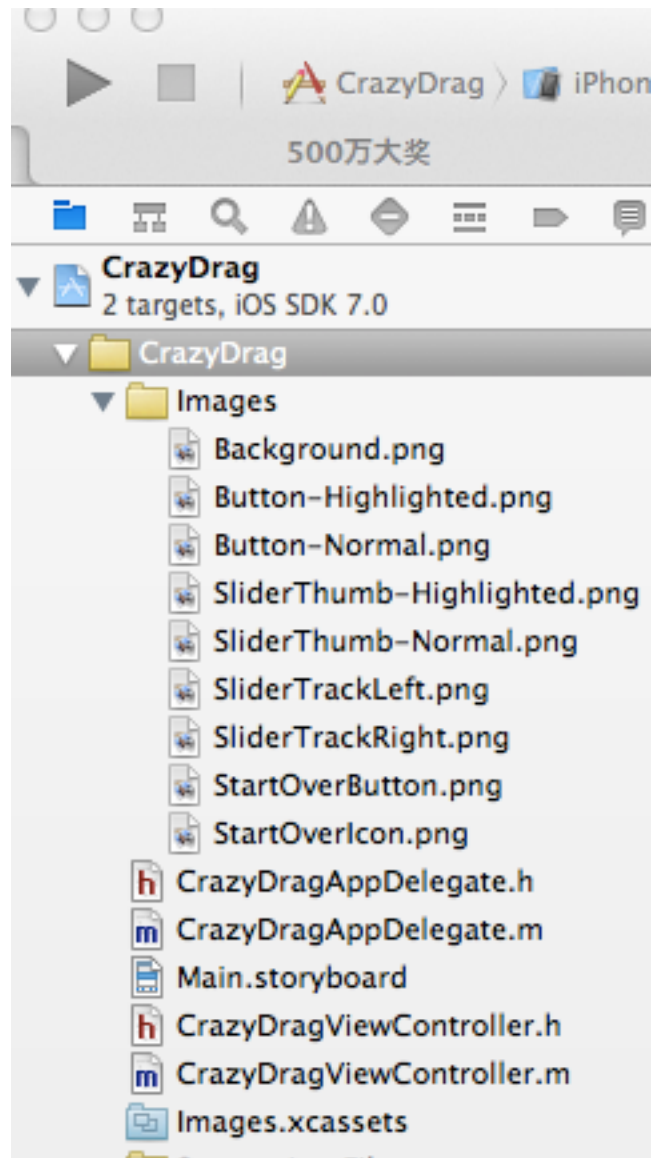 CrazyDrag 〉 iPhon
500万大奖
CrazyDrag
2 targets, iOS SDK 7.0
CrazyDrag
Images
Background.png
Button-Highlighted.png
Button-Normal.png
SliderThumb-Highlighted.png
SliderThumb-Normal.png
SliderTrackLeft.png
SliderTrackRight.png
StartOverButton.png
StartOverIcon.png
h CrazyDragAppDelegate.h
m CrazyDragAppDelegate.m
Main.storyboard
h CrazyDragViewController.h
m CrazyDragViewController.m
Images.xcassets